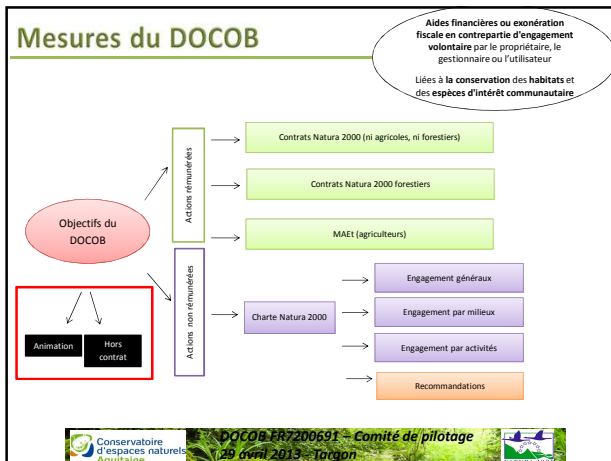 Mesures du DOCOB
Aides financières ou exonération
fiscale en contrepartie d'engagement
volontaire par le propriétaire, le
gestionnaire ou l'utilisateur
Liées à la conservation des habitats et
des espèces d'intérêt communautaire
Objectifs du
DOCOB
Actions rémunérées
Contrats Natura 2000 (ni agricoles, ni forestiers)
Contrats Natura 2000 forestiers
MAEt (agriculteurs)
Actions non rémunérées
Charte Natura 2000
Engagement généraux
Engagement par milieux
Engagement par activités
Recommandations
Animation
Hors
contrat
Conservatoire
d'espaces naturels
Aquitaine
DOCOB FR7200691 – Comité de pilotage
29 avril 2013 - Targon